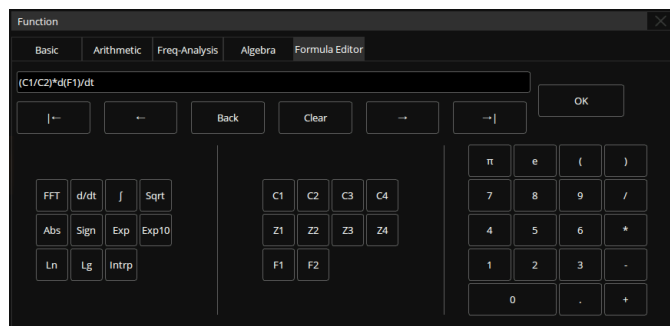 Function
Basic Arithmetic Freq-Analysis Algebra Formula Editor
(C1/C2)*d(F1)/dt
OK
|← ← Back Clear → →|
π e ( )
FFT d/dt ∫ Sqrt C1 C2 C3 C4 7 8 9 /
Abs Sign Exp Exp10 Z1 Z2 Z3 Z4 4 5 6 *
Ln Lg Intrp F1 F2 1 2 3 -
0 . +